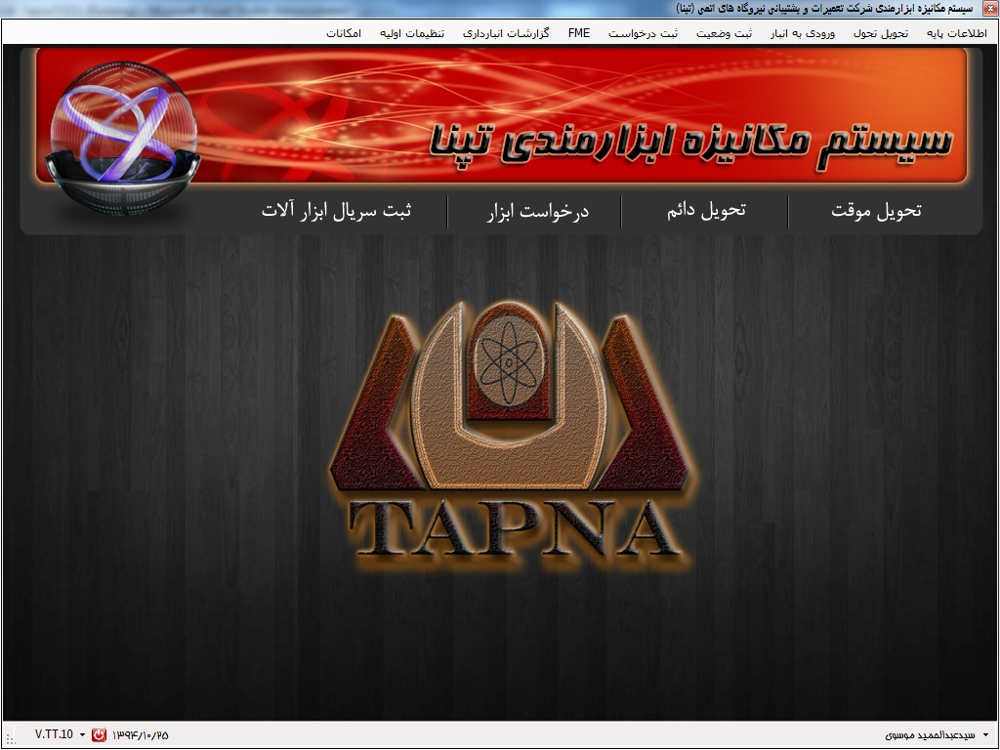 سیستم مکانیزه ابزارمندی شرکت تعمیرات و پشتیبانی نیروگاه های اتمی (تپنا)
اطلاعات پایه تحویل تحول ورودی به انبار ثبت وضعیت ثبت درخواست FME گزارشات انبارداری تنظیمات اولیه امکانات
سیستم مکانیزه ابزارمندی تپنا
تحویل موقت تحویل دائم درخواست ابزار ثبت سریال ابزار آلات
TAPNA
سیدعبدالحمید موسوی ۱۳۹۴/۱۰/۲۵ V.TT.10